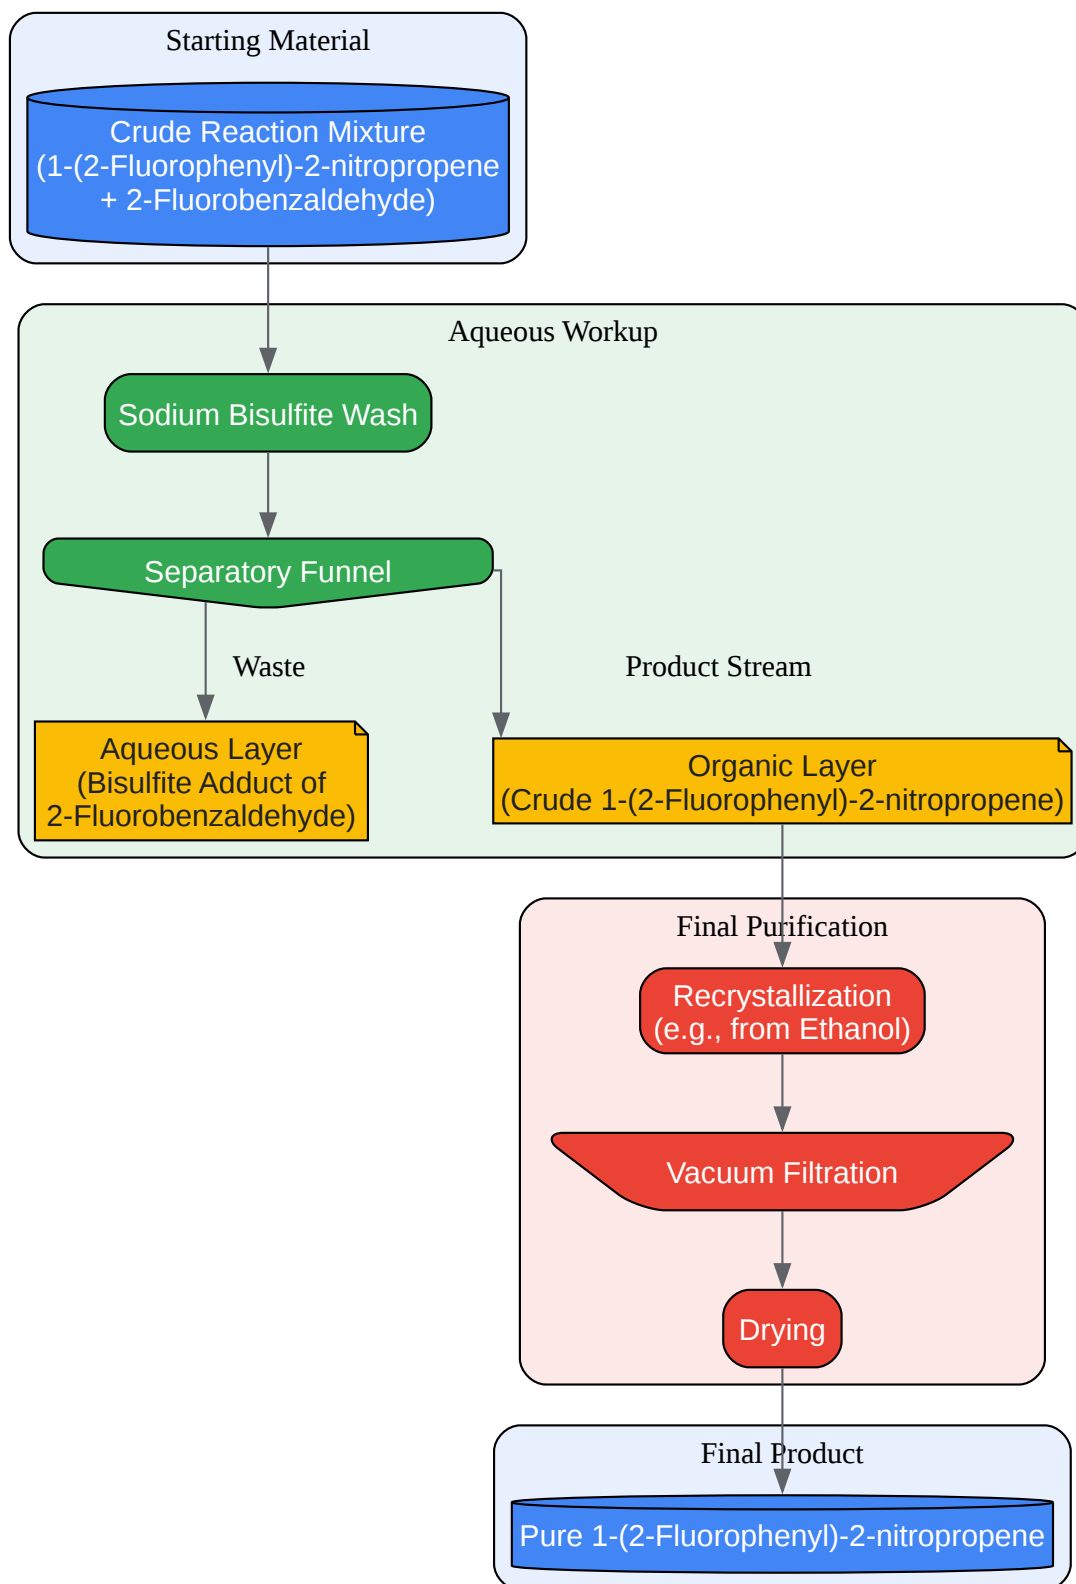 Starting Material
Crude Reaction Mixture
(1-(2-Fluorophenyl)-2-nitropropene
+ 2-Fluorobenzaldehyde)
Aqueous Workup
Sodium Bisulfite Wash
Separatory Funnel
Waste
Product Stream
Aqueous Layer
(Bisulfite Adduct of
2-Fluorobenzaldehyde)
Organic Layer
(Crude 1-(2-Fluorophenyl)-2-nitropropene)
Final Purification
Recrystallization
(e.g., from Ethanol)
Vacuum Filtration
Drying
Final Product
Pure 1-(2-Fluorophenyl)-2-nitropropene